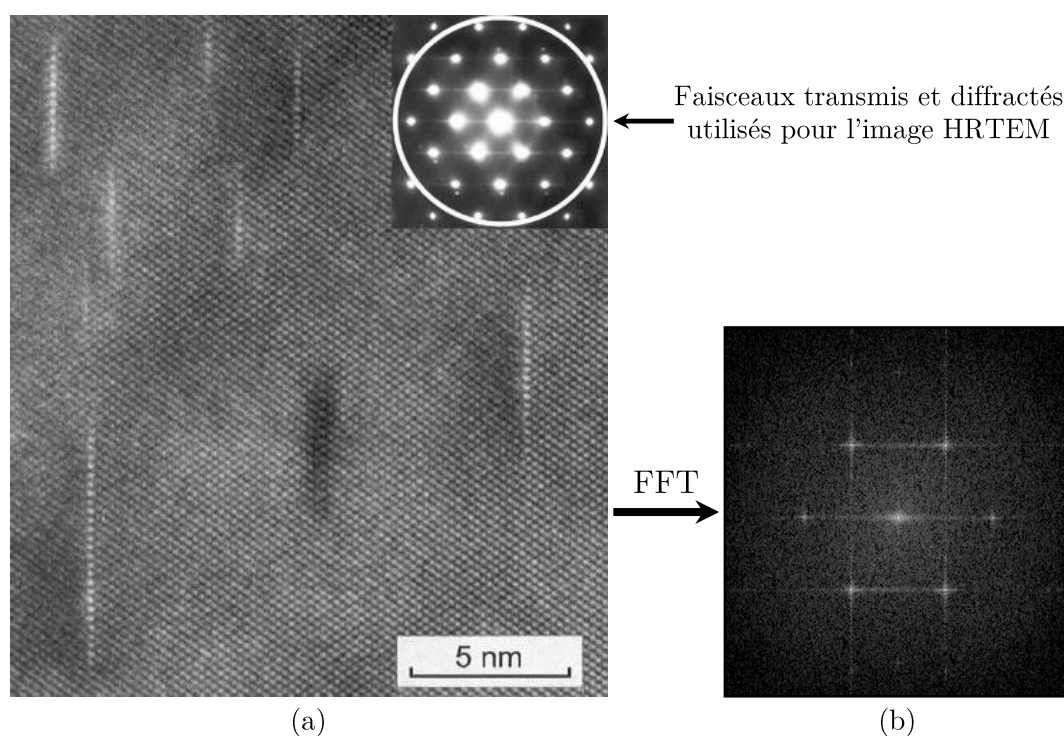 Faisceaux transmis et diffractés
utilisés pour l'image HRTEM
FFT
5 nm
(a)
(b)